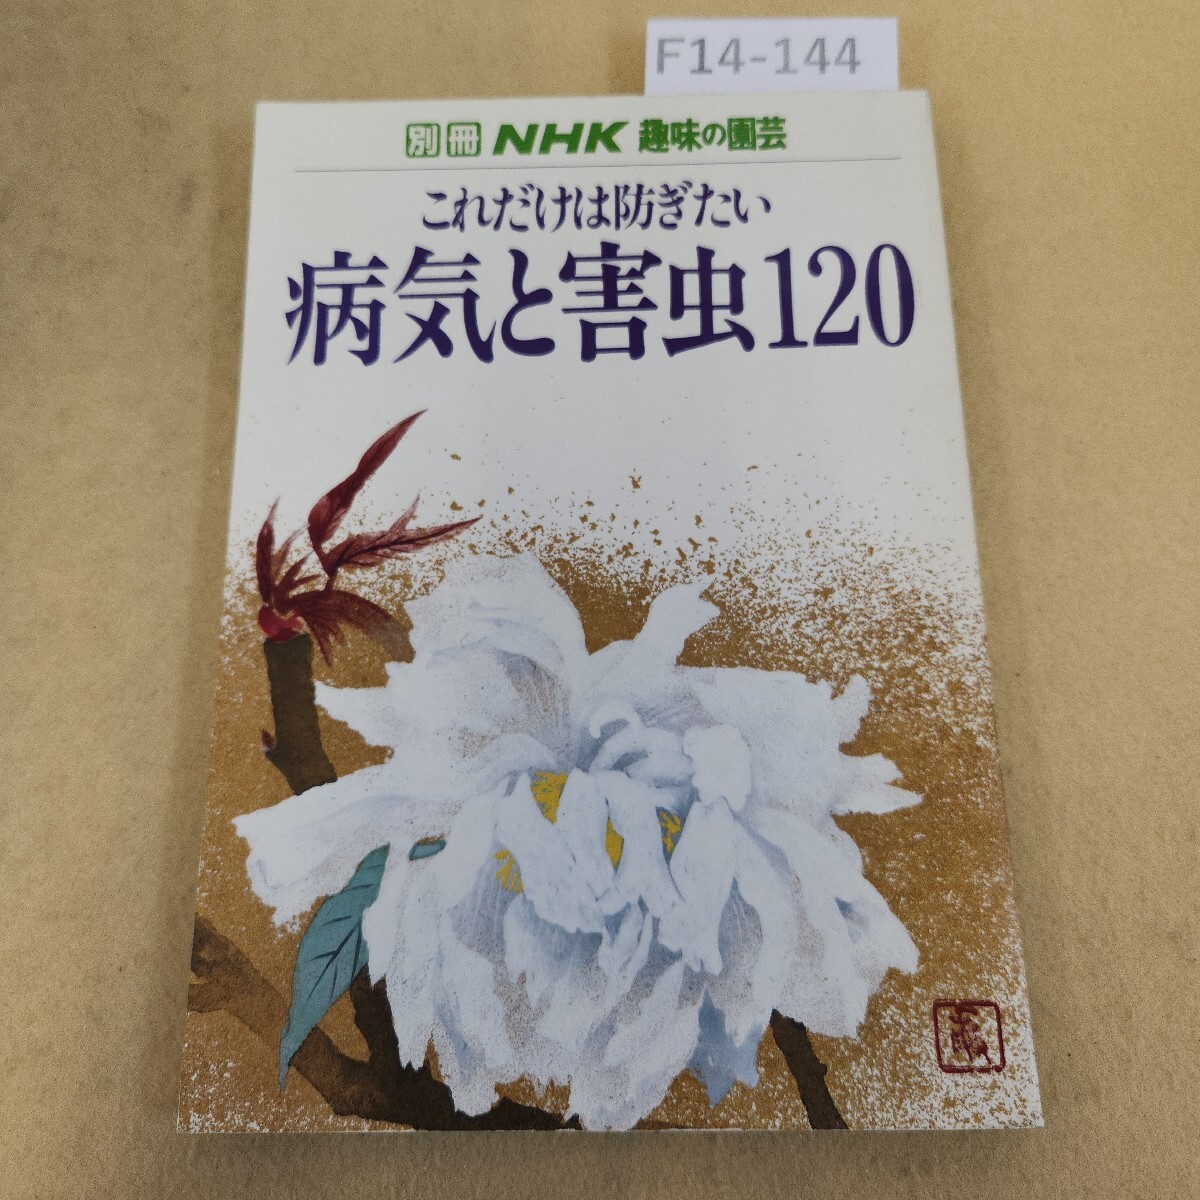 F14-144
別冊 NHK 趣味の園芸
これだけは防ぎたい
病気と害虫120